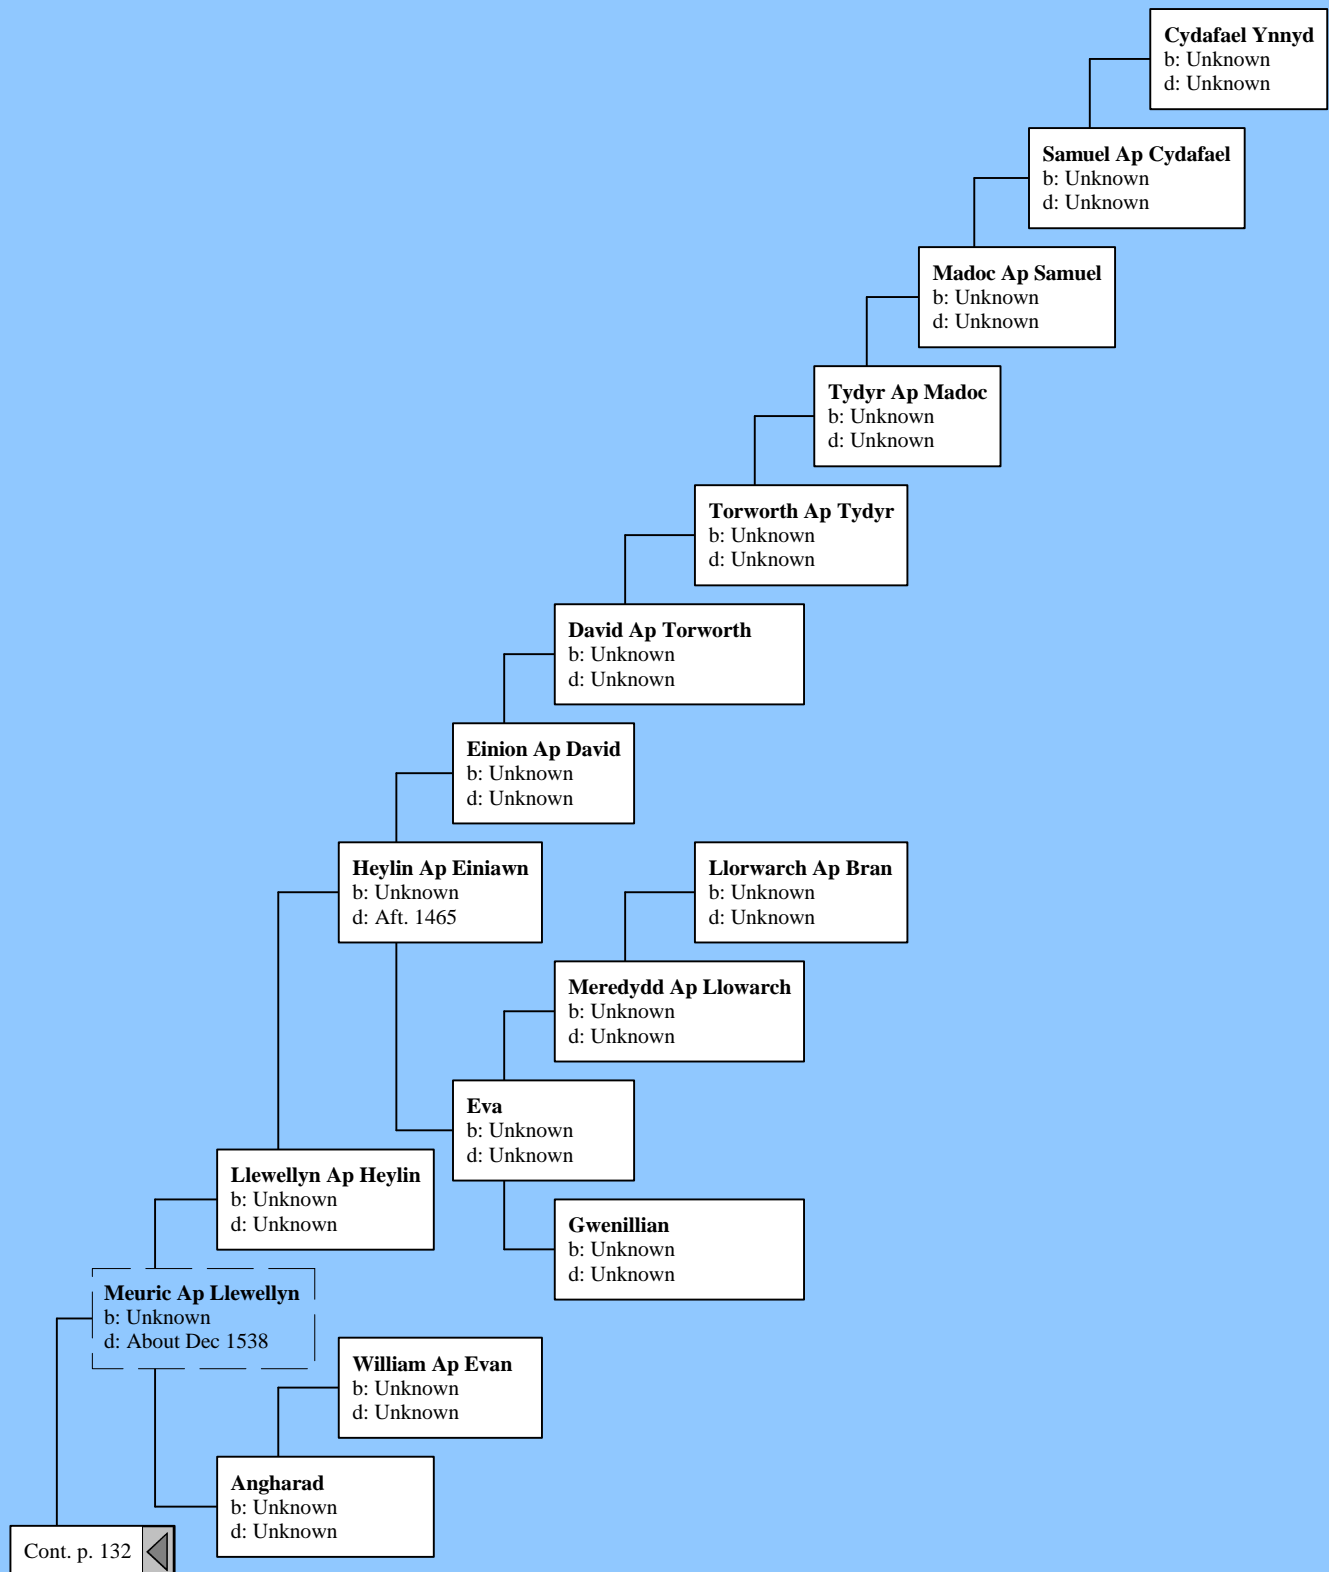 Cydafael Ynnyd
b: Unknown
d: Unknown
Samuel Ap Cydafael
b: Unknown
d: Unknown
Madoc Ap Samuel
b: Unknown
d: Unknown
Tydyr Ap Madoc
b: Unknown
d: Unknown
Torworth Ap Tydyr
b: Unknown
d: Unknown
David Ap Torworth
b: Unknown
d: Unknown
Einion Ap David
b: Unknown
d: Unknown
Heylin Ap Einiawn
b: Unknown
d: Aft. 1465
Llorwarch Ap Bran
b: Unknown
d: Unknown
Meredydd Ap Llowarch
b: Unknown
d: Unknown
Eva
b: Unknown
d: Unknown
Llewellyn Ap Heylin
b: Unknown
d: Unknown
Gwenillian
b: Unknown
d: Unknown
Meuric Ap Llewellyn
b: Unknown
d: About Dec 1538
William Ap Evan
b: Unknown
d: Unknown
Angharad
b: Unknown
d: Unknown
Cont. p. 132